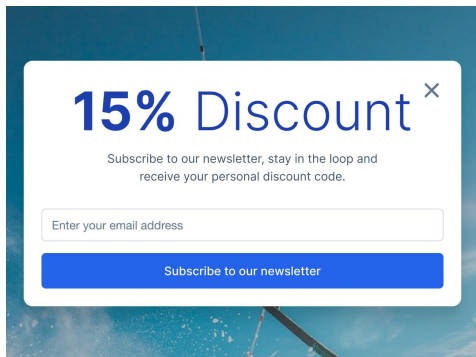 15% Discount
Subscribe to our newsletter, stay in the loop and
receive your personal discount code.
Enter your email address
Subscribe to our newsletter